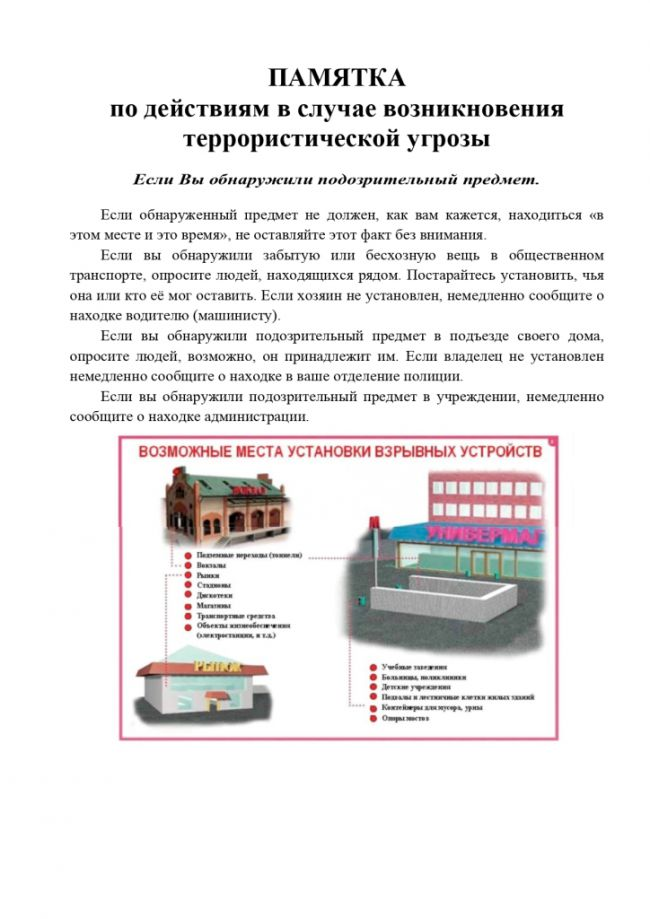 ПАМЯТКА
по действиям в случае возникновения
террористической угрозы
Если Вы обнаружили подозрительный предмет.
Если обнаруженный предмет не должен, как вам кажется, находиться «в
этом месте и это время», не оставляйте этот факт без внимания.
Если вы обнаружили забытую или бесхозную вещь в общественном
транспорте, опросите людей, находящихся рядом. Постарайтесь установить, чья
она или кто её мог оставить. Если хозяин не установлен, немедленно сообщите о
находке водителю (машинисту).
Если вы обнаружили подозрительный предмет в подъезде своего дома,
опросите людей, возможно, он принадлежит им. Если владелец не установлен
немедленно сообщите о находке в ваше отделение полиции.
Если вы обнаружили подозрительный предмет в учреждении, немедленно
сообщите о находке администрации.
ВОЗМОЖНЫЕ МЕСТА УСТАНОВКИ ВЗРЫВНЫХ УСТРОЙСТВ
ВОКЗАЛ
УНИВЕРМАГ
Подземные переходы (тоннели)
Вокзалы
Рынки
Стадионы
Дискотеки
Магазины
Транспортные средства
Объекты жизнеобеспечения
(электростанции, и т.д.)
РЫНОК
Учебные заведения
Больницы, поликлиники
Детские учреждения
Подвалы и лестничные клетки жилых зданий
Контейнеры для мусора, урны
Опоры мостов